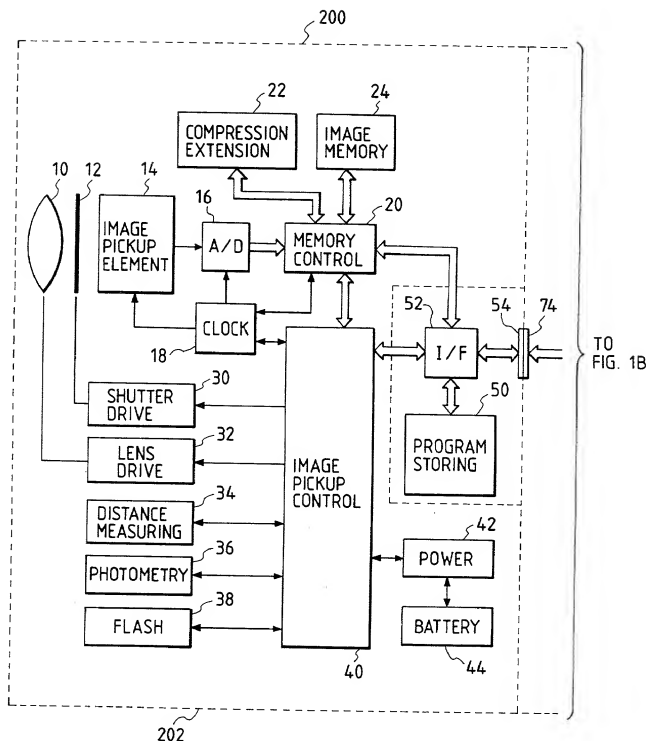 200
22
24
COMPRESSION
EXTENSION
IMAGE
MEMORY
10
12
14
16
20
IMAGE
PICKUP
ELEMENT
A/D
MEMORY
CONTROL
52
54
74
CLOCK
18
I/F
TO
FIG. 1B
30
SHUTTER
DRIVE
50
32
LENS
DRIVE
IMAGE
PICKUP
CONTROL
PROGRAM
STORING
34
DISTANCE
MEASURING
42
36
PHOTOMETRY
POWER
38
FLASH
BATTERY
40
44
202